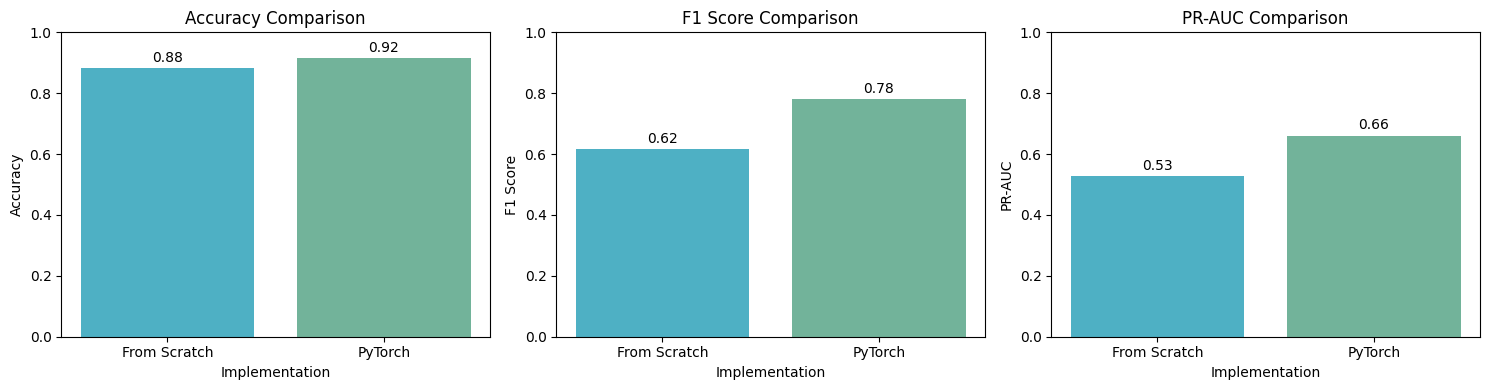 Accuracy Comparison
1.0
0.8
0.6
0.4
0.2
0.0
Accuracy
0.88
0.92
From Scratch
PyTorch
Implementation
F1 Score Comparison
1.0
0.8
0.6
0.4
0.2
0.0
F1 Score
0.62
0.78
From Scratch
PyTorch
Implementation
PR-AUC Comparison
1.0
0.8
0.6
0.4
0.2
0.0
PR-AUC
0.53
0.66
From Scratch
PyTorch
Implementation